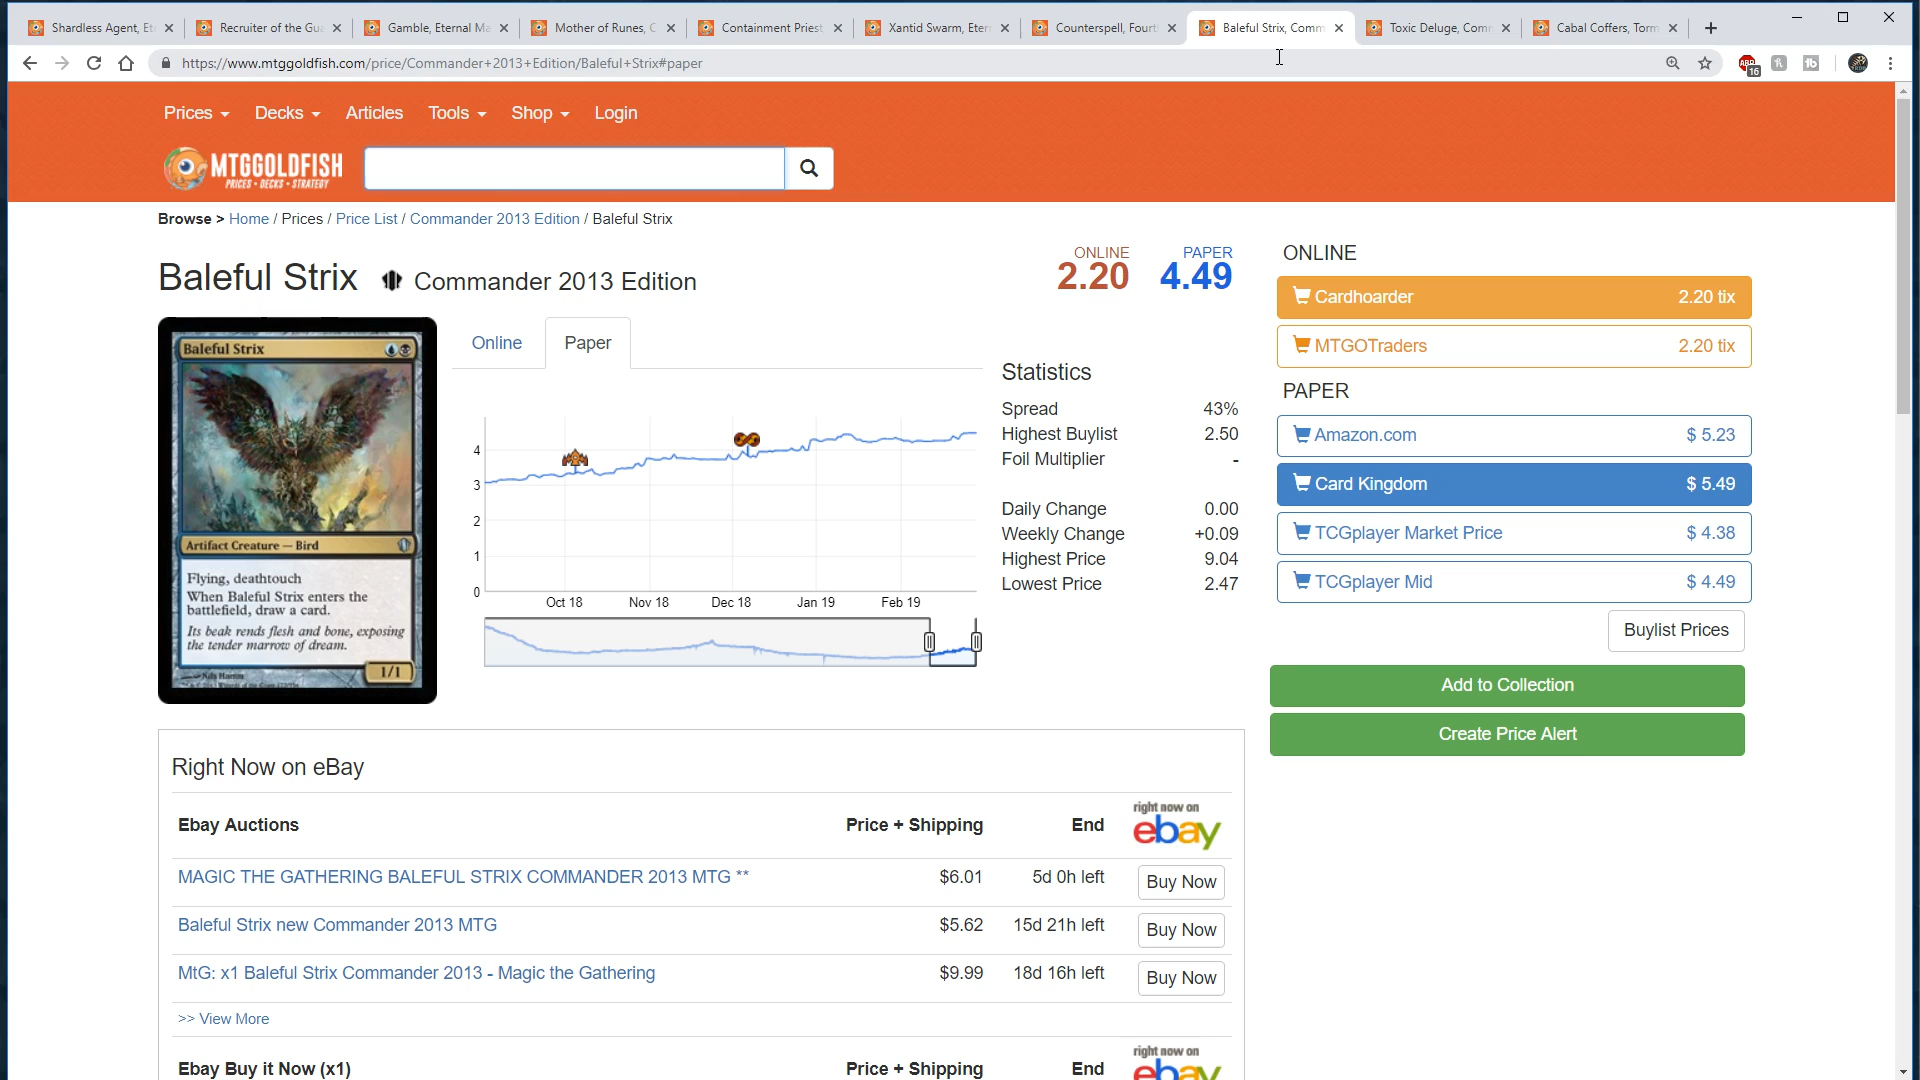 Shardless Agent, Et
Recruiter of the Gua
Gamble, Eternal Ma
Mother of Runes, C
Containment Priest
Xantid Swarm, Etern
Counterspell, Fourt
Baleful Strix, Comm
Toxic Deluge, Comm
Cabal Coffers, Torm
https://www.mtggoldfish.com/price/Commander+2013+Edition/Baleful+Strix#paper
ABP
16
Prices
Decks
Articles
Tools
Shop
Login
MTGGOLDFISH
PRICES • DECKS • STRATEGY
Browse > Home / Prices / Price List / Commander 2013 Edition / Baleful Strix
Baleful Strix Commander 2013 Edition
ONLINE
2.20
PAPER
4.49
Baleful Strix
Artifact Creature — Bird
Flying, deathtouch
When Baleful Strix enters the
battlefield, draw a card.
Its beak rends flesh and bone, exposing
the tender marrow of dream.
1/1
Online
Paper
4
3
2
1
0
Oct 18
Nov 18
Dec 18
Jan 19
Feb 19
Statistics
Spread 43%
Highest Buylist 2.50
Foil Multiplier -
Daily Change 0.00
Weekly Change +0.09
Highest Price 9.04
Lowest Price 2.47
ONLINE
Cardhoarder 2.20 tix
MTGOTraders 2.20 tix
PAPER
Amazon.com $ 5.23
Card Kingdom $ 5.49
TCGplayer Market Price $ 4.38
TCGplayer Mid $ 4.49
Buylist Prices
Add to Collection
Create Price Alert
Right Now on eBay
Ebay Auctions Price + Shipping End
right now on
ebay
MAGIC THE GATHERING BALEFUL STRIX COMMANDER 2013 MTG ** $6.01 5d 0h left Buy Now
Baleful Strix new Commander 2013 MTG $5.62 15d 21h left Buy Now
MtG: x1 Baleful Strix Commander 2013 - Magic the Gathering $9.99 18d 16h left Buy Now
>> View More
Ebay Buy it Now (x1) Price + Shipping End
right now on
ebay